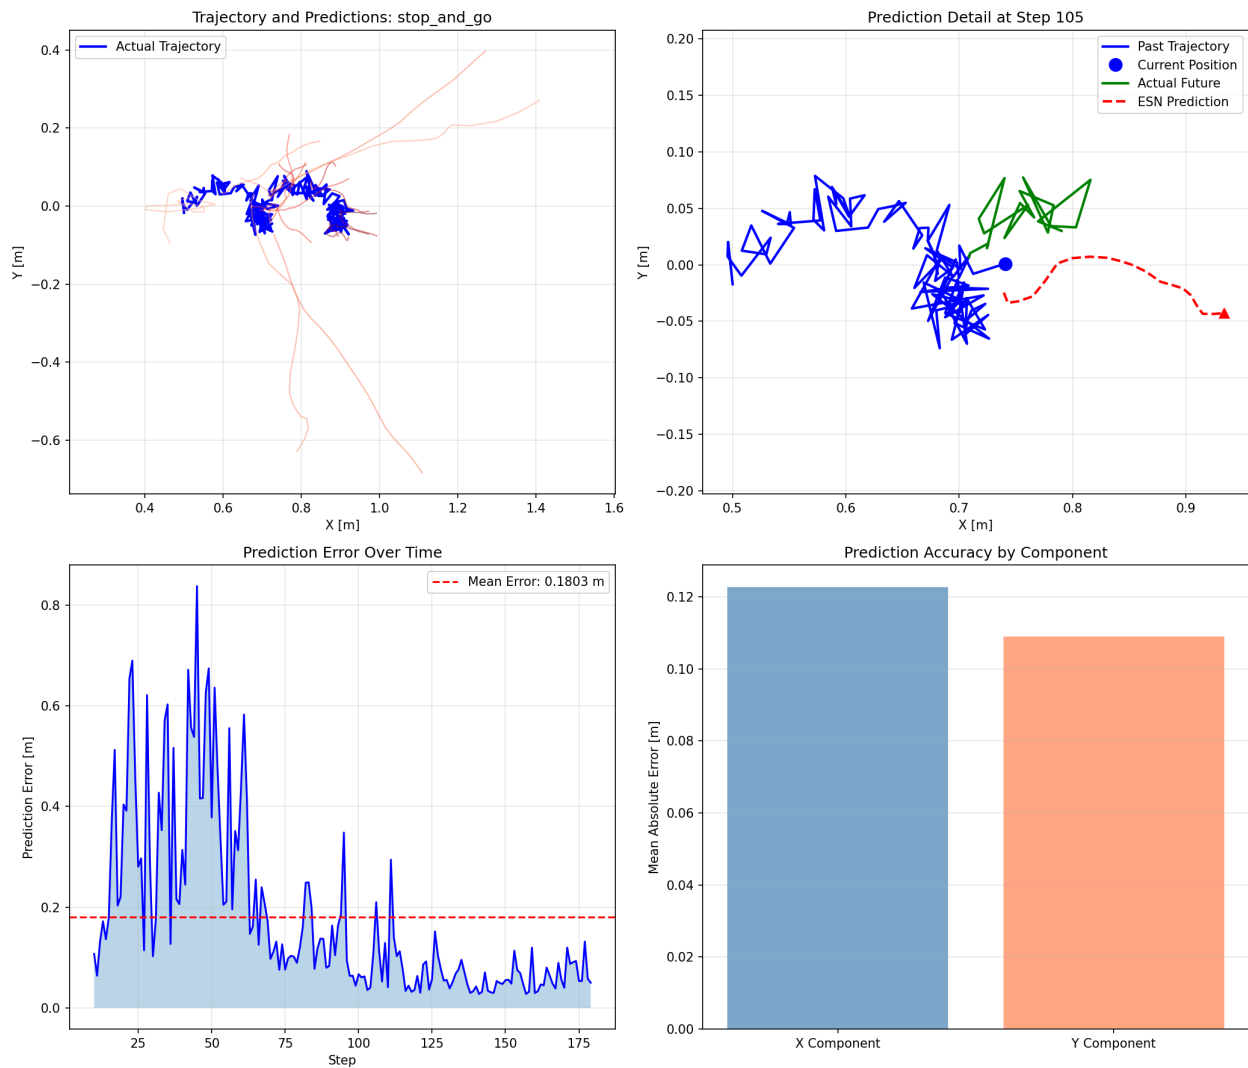 Trajectory and Predictions: stop_and_go
Actual Trajectory
0.4
0.2
0.0
−0.2
−0.4
−0.6
Y [m]
0.4 0.6 0.8 1.0 1.2 1.4 1.6
X [m]
Prediction Detail at Step 105
Past Trajectory
Current Position
Actual Future
ESN Prediction
0.20
0.15
0.10
0.05
0.00
−0.05
−0.10
−0.15
−0.20
Y [m]
0.5 0.6 0.7 0.8 0.9
X [m]
Prediction Error Over Time
Mean Error: 0.1803 m
0.8
0.6
0.4
0.2
0.0
Prediction Error [m]
25 50 75 100 125 150 175
Step
Prediction Accuracy by Component
0.12
0.10
0.08
0.06
0.04
0.02
0.00
Mean Absolute Error [m]
X Component Y Component